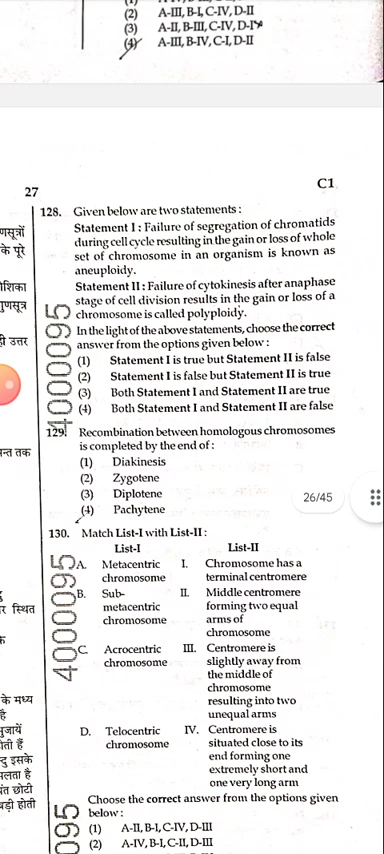 (2) A-III, B-I, C-IV, D-II
(3) A-II, B-III, C-IV, D-I
(4) A-III, B-IV, C-I, D-II
27
C1
128. Given below are two statements :
Statement I : Failure of segregation of chromatids
during cell cycle resulting in the gain or loss of whole
set of chromosome in an organism is known as
aneuploidy.
Statement II : Failure of cytokinesis after anaphase
stage of cell division results in the gain or loss of a
chromosome is called polyploidy.
In the light of the above statements, choose the correct
answer from the options given below :
(1) Statement I is true but Statement II is false
(2) Statement I is false but Statement II is true
(3) Both Statement I and Statement II are true
(4) Both Statement I and Statement II are false
129. Recombination between homologous chromosomes
is completed by the end of :
(1) Diakinesis
(2) Zygotene
(3) Diplotene
(4) Pachytene
26/45
130. Match List-I with List-II :
List-I List-II
A. Metacentric I. Chromosome has a
chromosome terminal centromere
B. Sub- II. Middle centromere
metacentric forming two equal
chromosome arms of
chromosome
C. Acrocentric III. Centromere is
chromosome slightly away from
the middle of
chromosome
resulting into two
unequal arms
D. Telocentric IV. Centromere is
chromosome situated close to its
end forming one
extremely short and
one very long arm
Choose the correct answer from the options given
below :
(1) A-II, B-I, C-IV, D-III
(2) A-IV, B-I, C-II, D-III
4000095
4000095
095
के पूरे
उत्तर
के मध्य
है
होती हैं
इसके
है
छोटी
होती